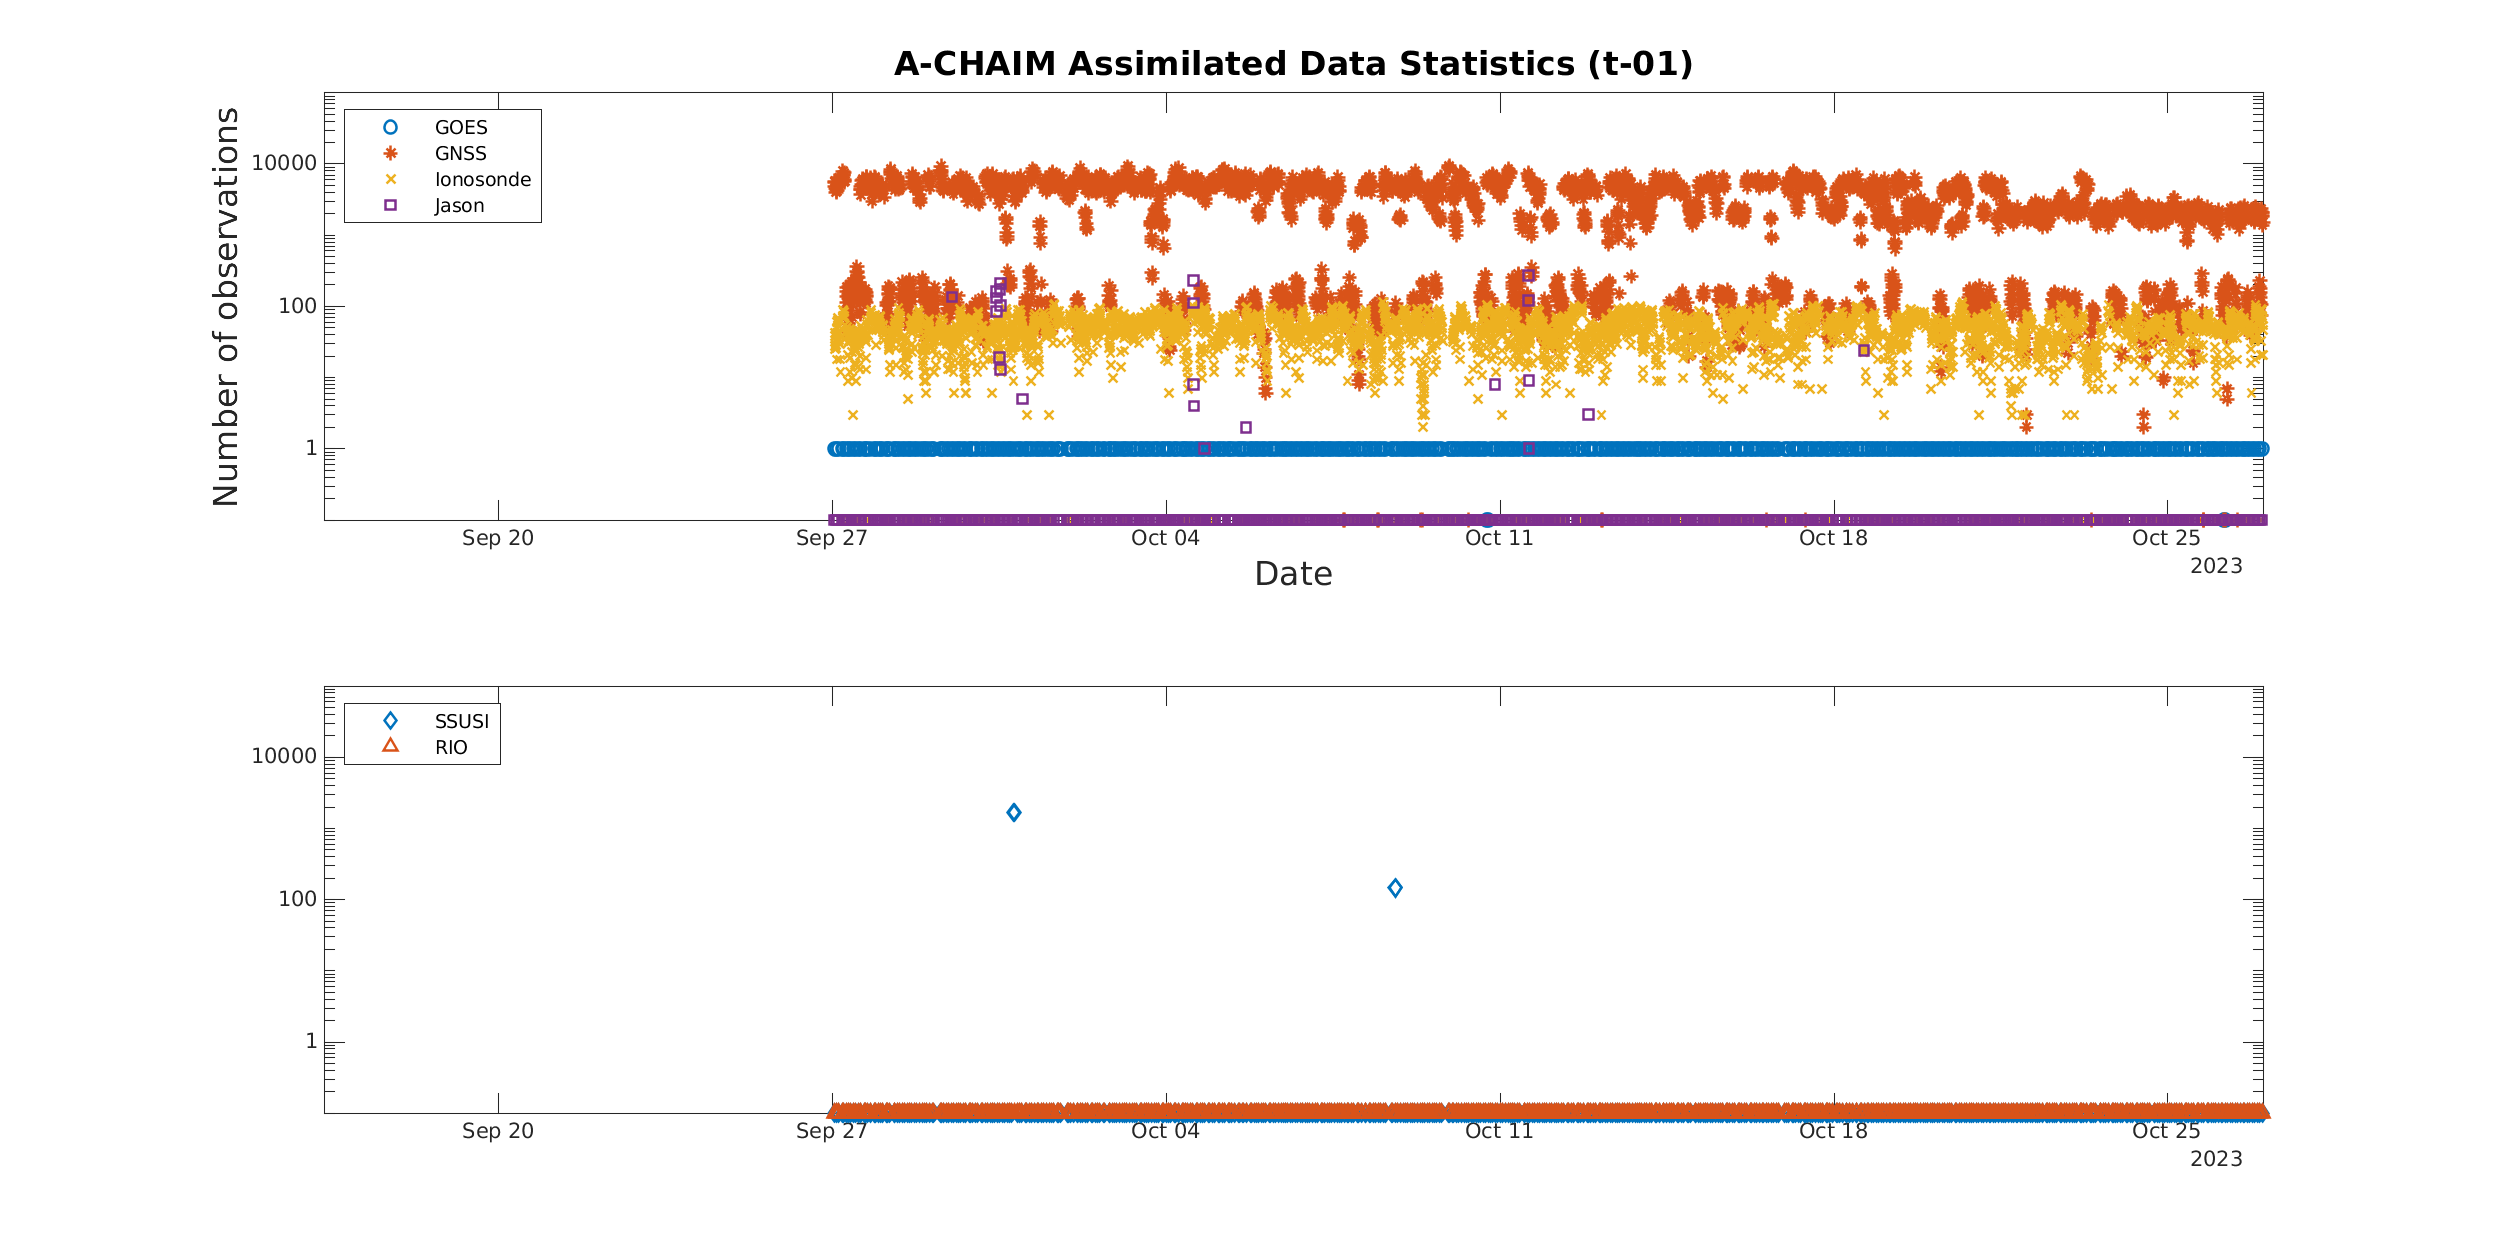 A-CHAIM Assimilated Data Statistics (t-01)
Number of observations
10000
100
1
GOES
GNSS
Ionosonde
Jason
Sep 20 Sep 27 Oct 04 Oct 11 Oct 18 Oct 25
2023
Date
10000
100
1
SSUSI
RIO
Sep 20 Sep 27 Oct 04 Oct 11 Oct 18 Oct 25
2023